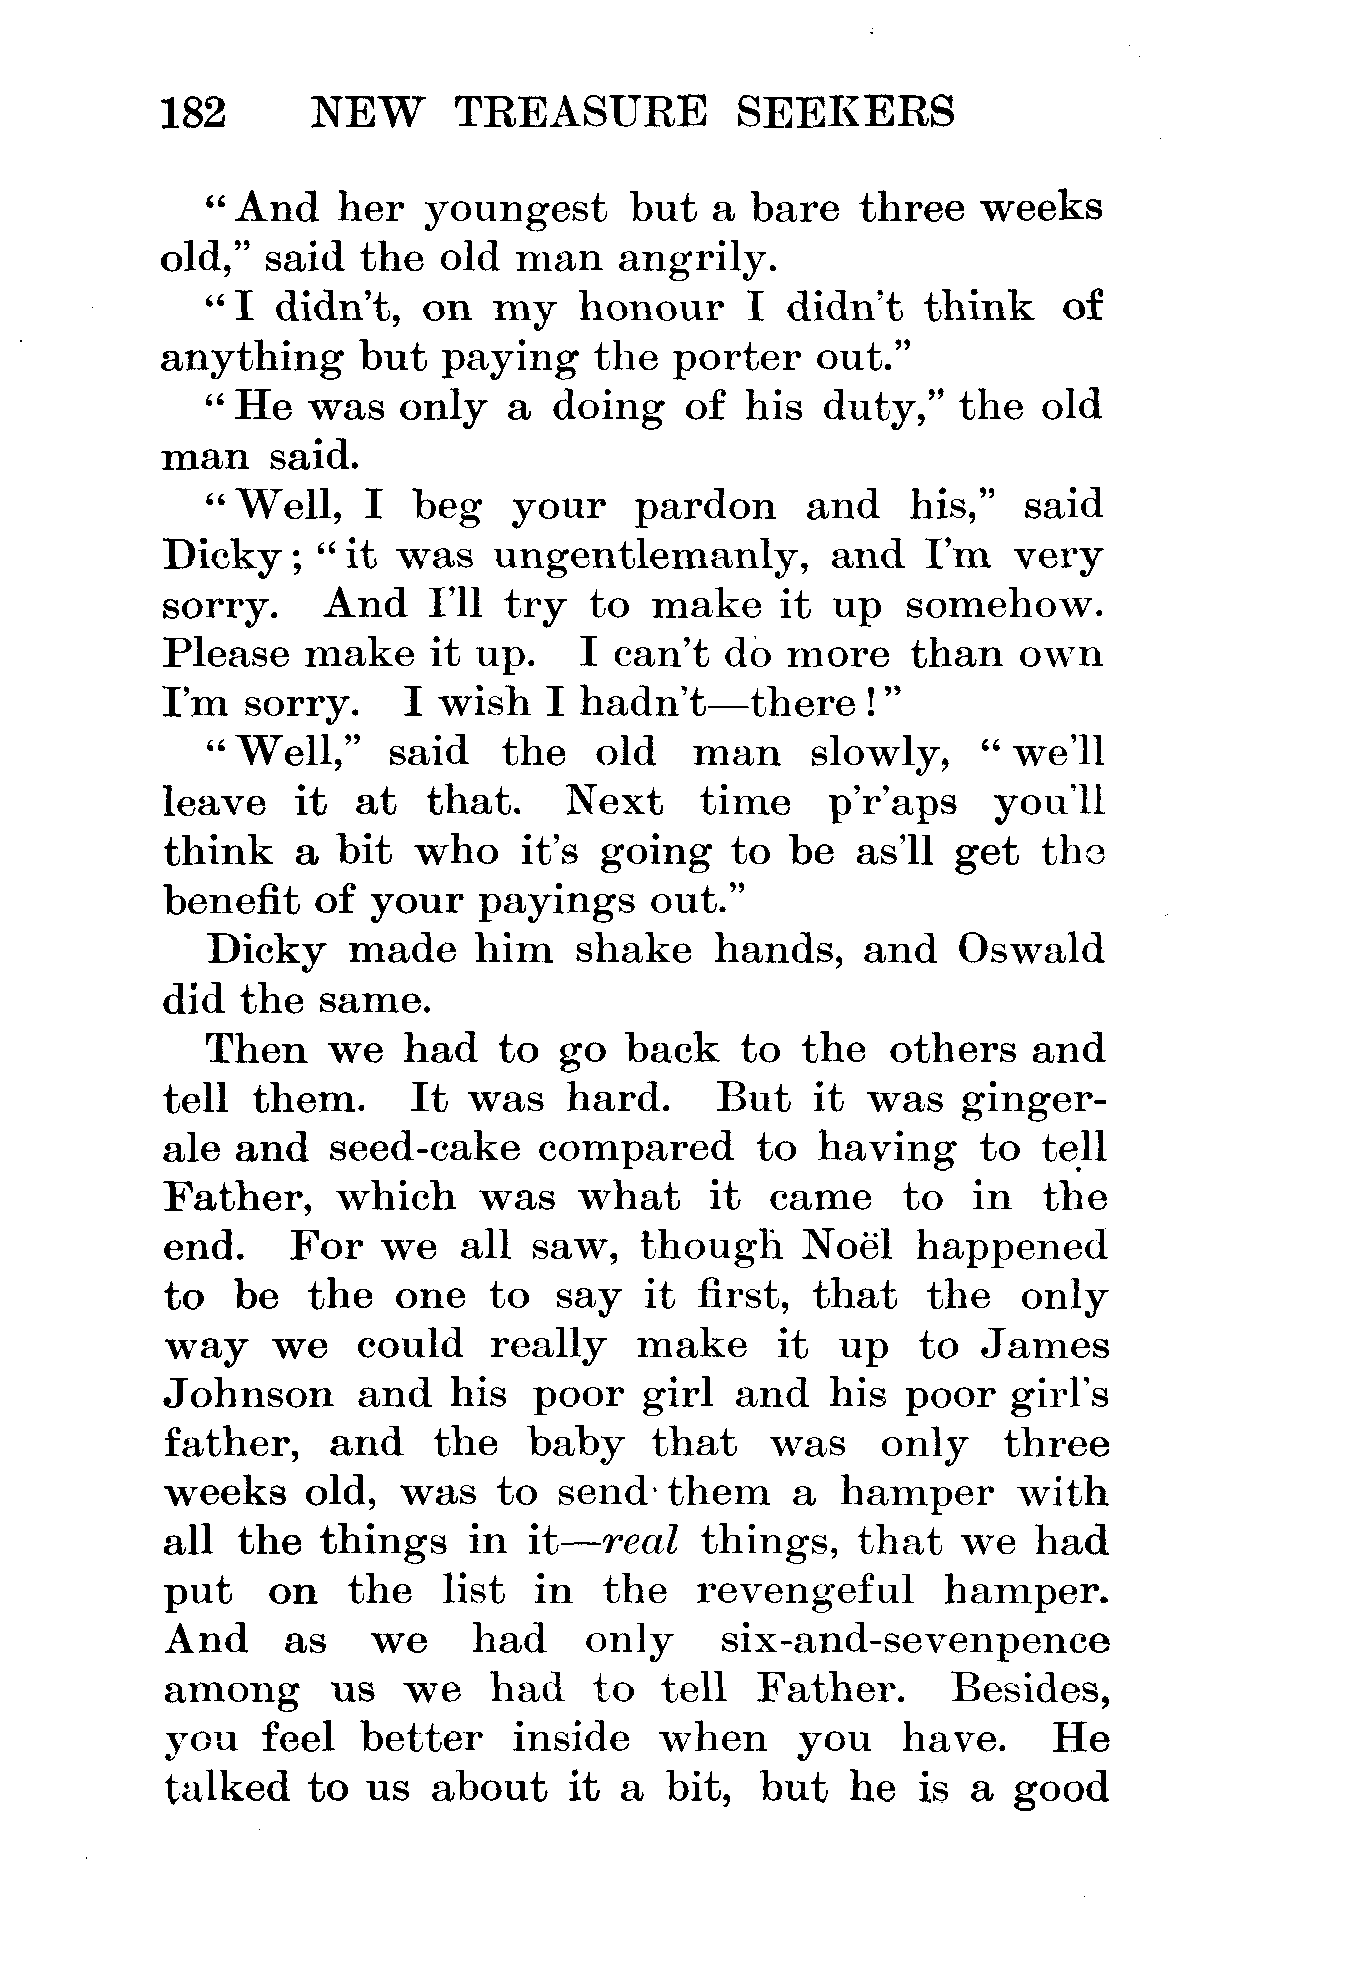 182 NEW TREASURE SEEKERS
“And her youngest but a bare three weeks
old,” said the old man angrily.
“I didn't, on my honour I didn't think of
anything but paying the porter out.”
“He was only a doing of his duty,” the old
man said.
“Well, I beg your pardon and his,” said
Dicky; “it was ungentlemanly, and I'm very
sorry. And I'll try to make it up somehow.
Please make it up. I can't do more than own
I'm sorry. I wish I hadn't—there!”
“Well,” said the old man slowly, “we'll
leave it at that. Next time p'r'aps you'll
think a bit who it's going to be as'll get the
benefit of your payings out.”
Dicky made him shake hands, and Oswald
did the same.
Then we had to go back to the others and
tell them. It was hard. But it was ginger-
ale and seed-cake compared to having to tell
Father, which was what it came to in the
end. For we all saw, though Noël happened
to be the one to say it first, that the only
way we could really make it up to James
Johnson and his poor girl and his poor girl's
father, and the baby that was only three
weeks old, was to send them a hamper with
all the things in it—real things, that we had
put on the list in the revengeful hamper.
And as we had only six-and-sevenpence
among us we had to tell Father. Besides,
you feel better inside when you have. He
talked to us about it a bit, but he is a good